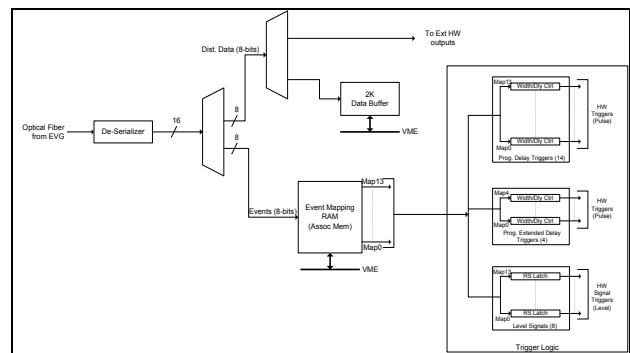 Optical Fiber
from EVG
De-Serializer
16
8
8
Dist. Data (8-bits)
To Ext HW
outputs
2K
Data Buffer
VME
Events (8-bits)
Event Mapping
RAM
(Assoc Mem)
Map13
Map0
VME
Map13
Width/Dly Ctrl
Width/Dly Ctrl
Map0
Prog. Delay Triggers (14)
HW
Triggers
(Pulse)
Map4
Width/Dly Ctrl
Width/Dly Ctrl
Map0
Prog. Extended Delay
Triggers (4)
HW
Triggers
(Pulse)
Map13
RS Latch
RS Latch
Map0
Level Signals (8)
HW
Signal
Triggers
(Level)
Trigger Logic